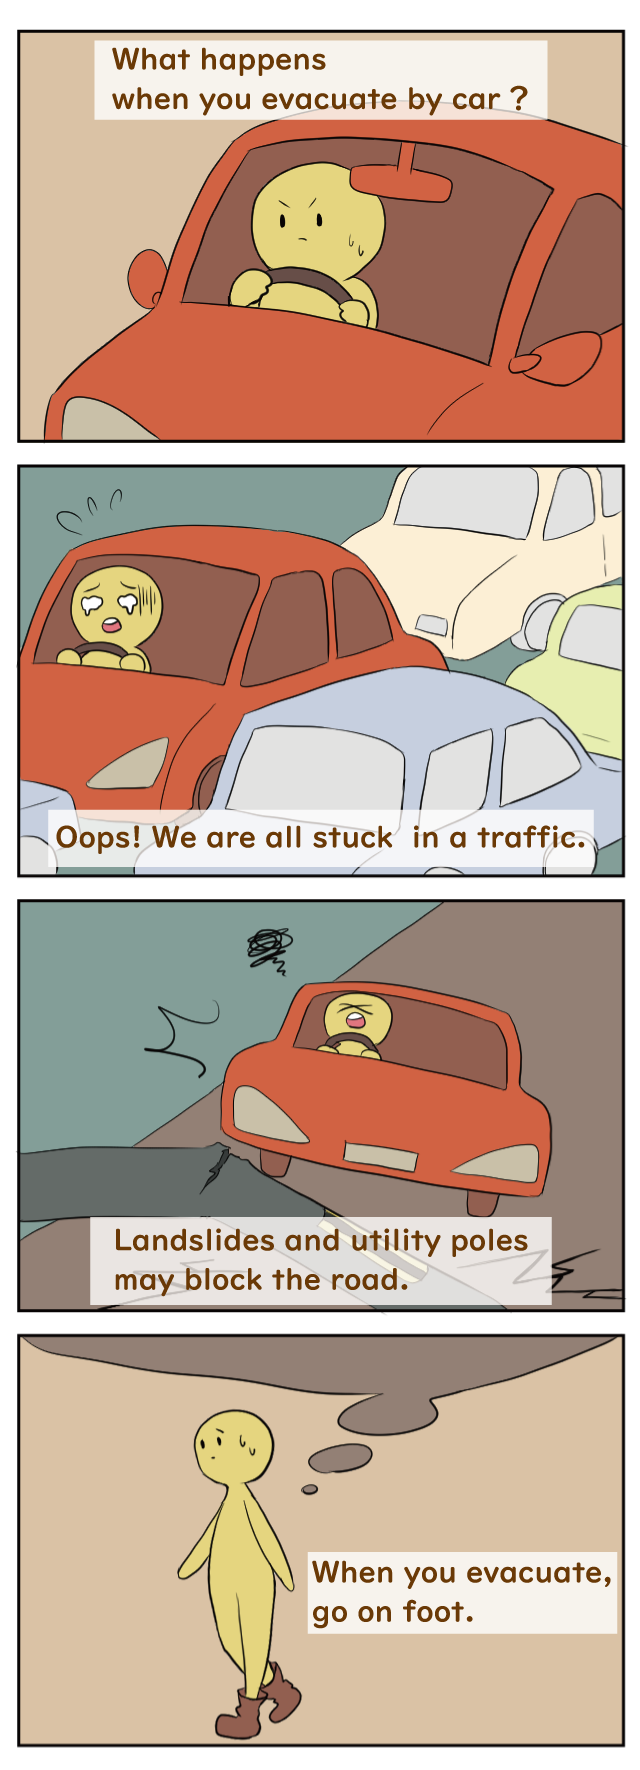 What happens
when you evacuate by car ?
Oops! We are all stuck in a traffic.
Landslides and utility poles
may block the road.
When you evacuate,
go on foot.